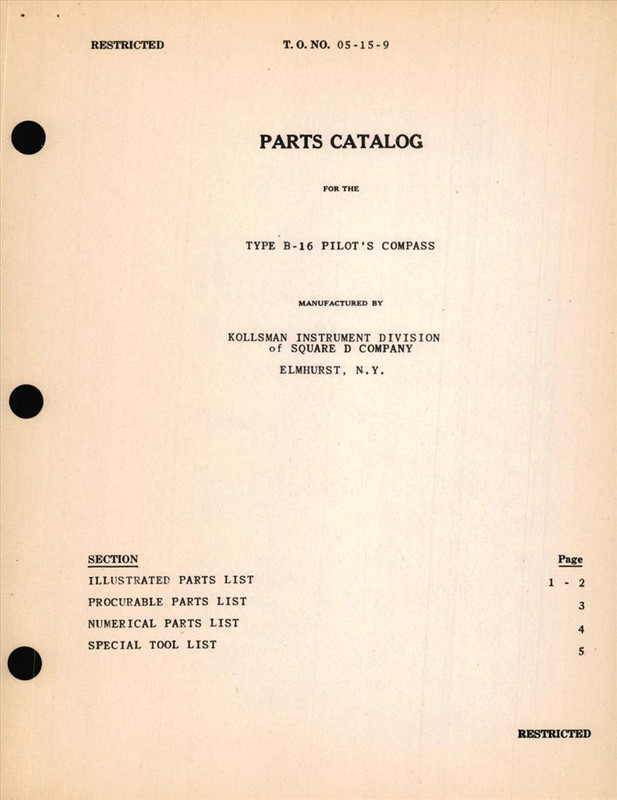 RESTRICTED T. O. NO. 05-15-9
PARTS CATALOG
FOR THE
TYPE B-16 PILOT'S COMPASS
MANUFACTURED BY
KOLLSMAN INSTRUMENT DIVISION
of SQUARE D COMPANY
ELMHURST, N.Y.
SECTION Page
ILLUSTRATED PARTS LIST 1 - 2
PROCURABLE PARTS LIST 3
NUMERICAL PARTS LIST 4
SPECIAL TOOL LIST 5
RESTRICTED